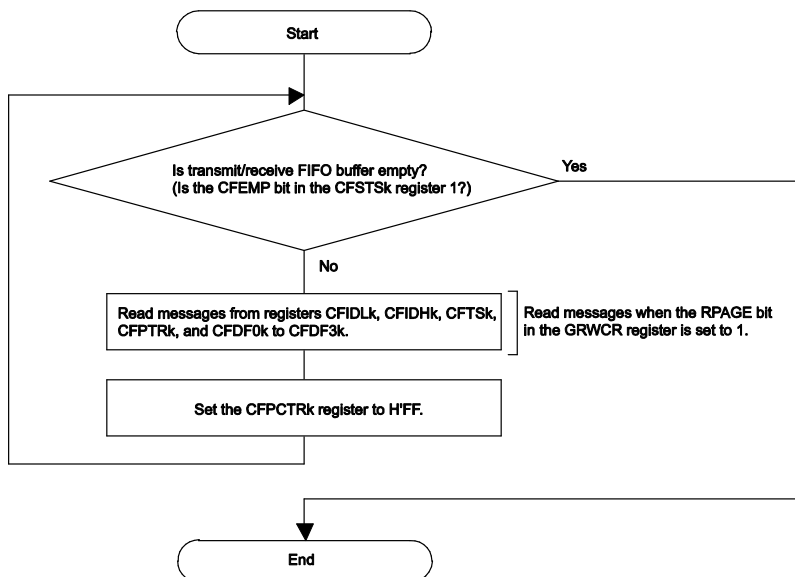 Start
Is transmit/receive FIFO buffer empty?
(Is the CFEMP bit in the CFSTSk register 1?)
Yes
No
Read messages from registers CFIDLk, CFIDHk, CFTSk,
CFPTRk, and CFDF0k to CFDF3k.
Read messages when the RPAGE bit
in the GRWCR register is set to 1.
Set the CFPCTRk register to H'FF.
End